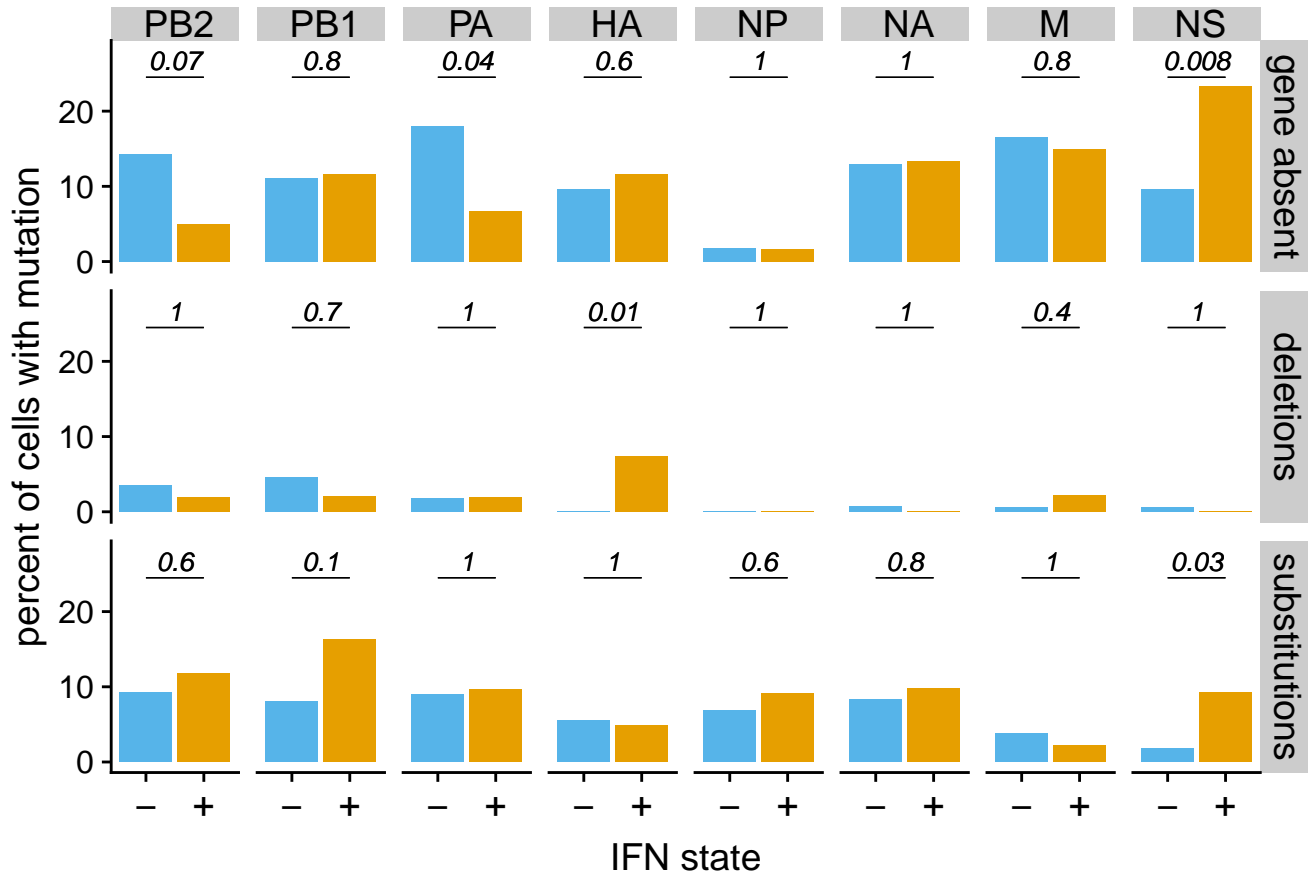 PB2 PB1 PA HA NP NA M NS
0.07 0.8 0.04 0.6 1 1 0.8 0.008
gene absent
20
10
0
1 0.7 1 0.01 1 1 0.4 1
deletions
20
10
0
0.6 0.1 1 1 0.6 0.8 1 0.03
substitutions
20
10
0
percent of cells with mutation
− + − + − + − + − + − + − + − +
IFN state